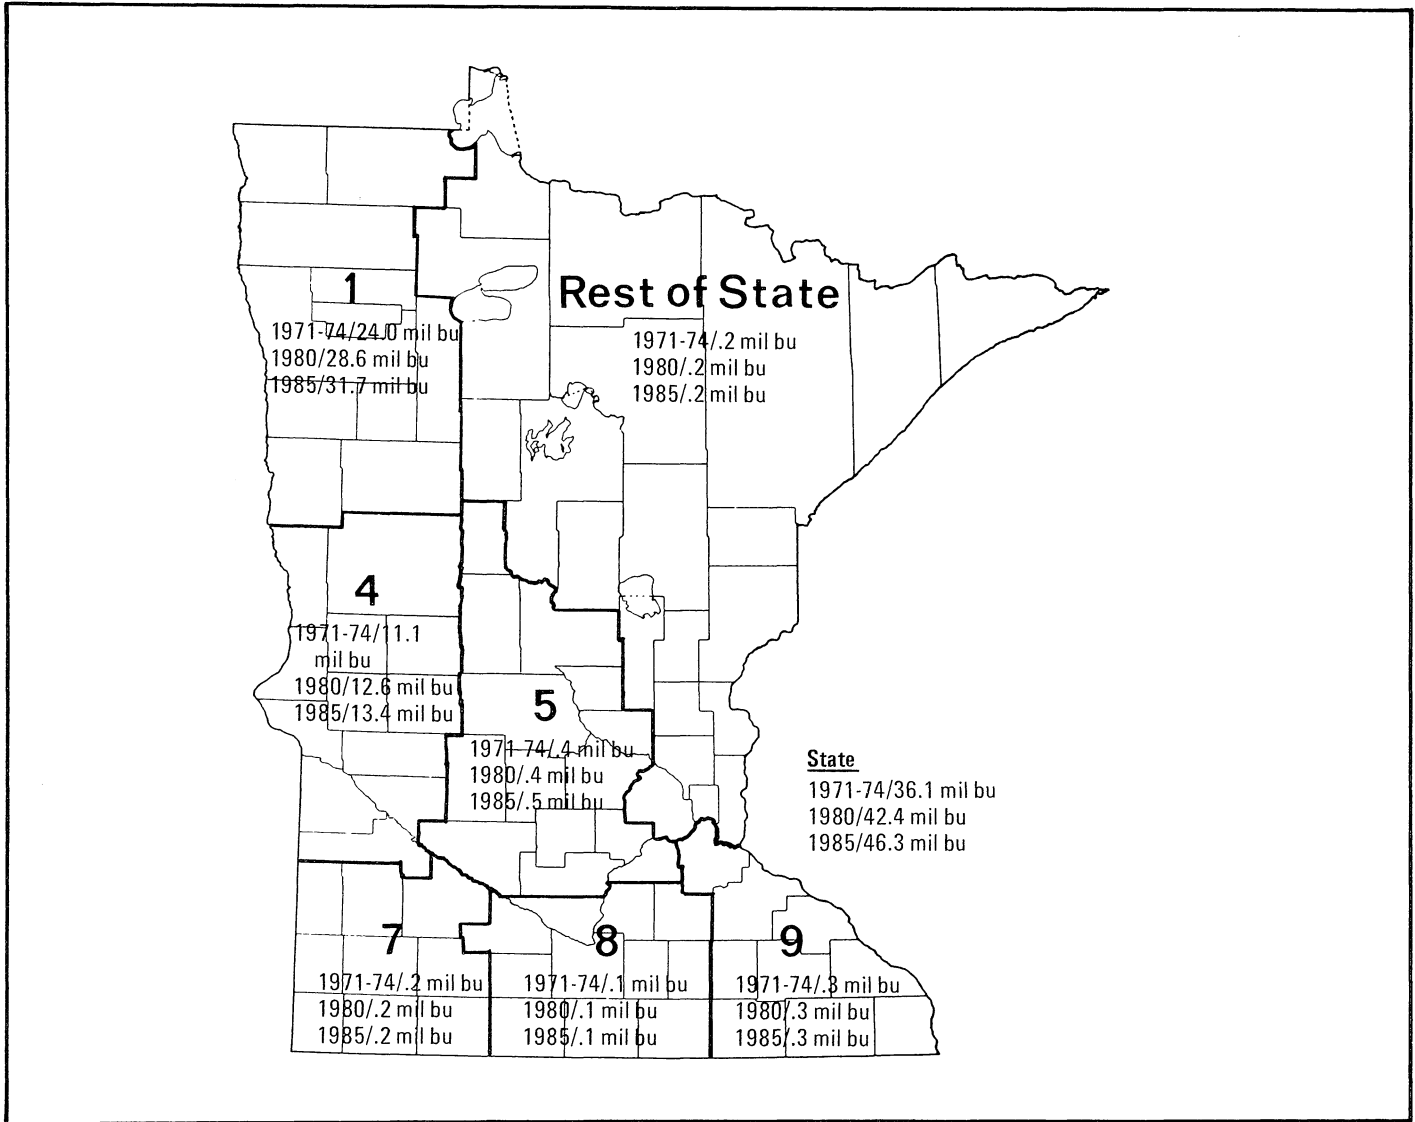 Rest of State
1971-74/.2 mil bu
1980/.2 mil bu
1985/.2 mil bu
1
1971-74/24.0 mil bu
1980/28.6 mil bu
1985/31.7 mil bu
4
1971-74/11.1
mil bu
1980/12.6 mil bu
1985/13.4 mil bu
5
1971-74/.4 mil bu
1980/.4 mil bu
1985/.5 mil bu
State
1971-74/36.1 mil bu
1980/42.4 mil bu
1985/46.3 mil bu
7
1971-74/.2 mil bu
1980/.2 mil bu
1985/.2 mil bu
8
1971-74/.1 mil bu
1980/.1 mil bu
1985/.1 mil bu
9
1971-74/.3 mil bu
1980/.3 mil bu
1985/.3 mil bu